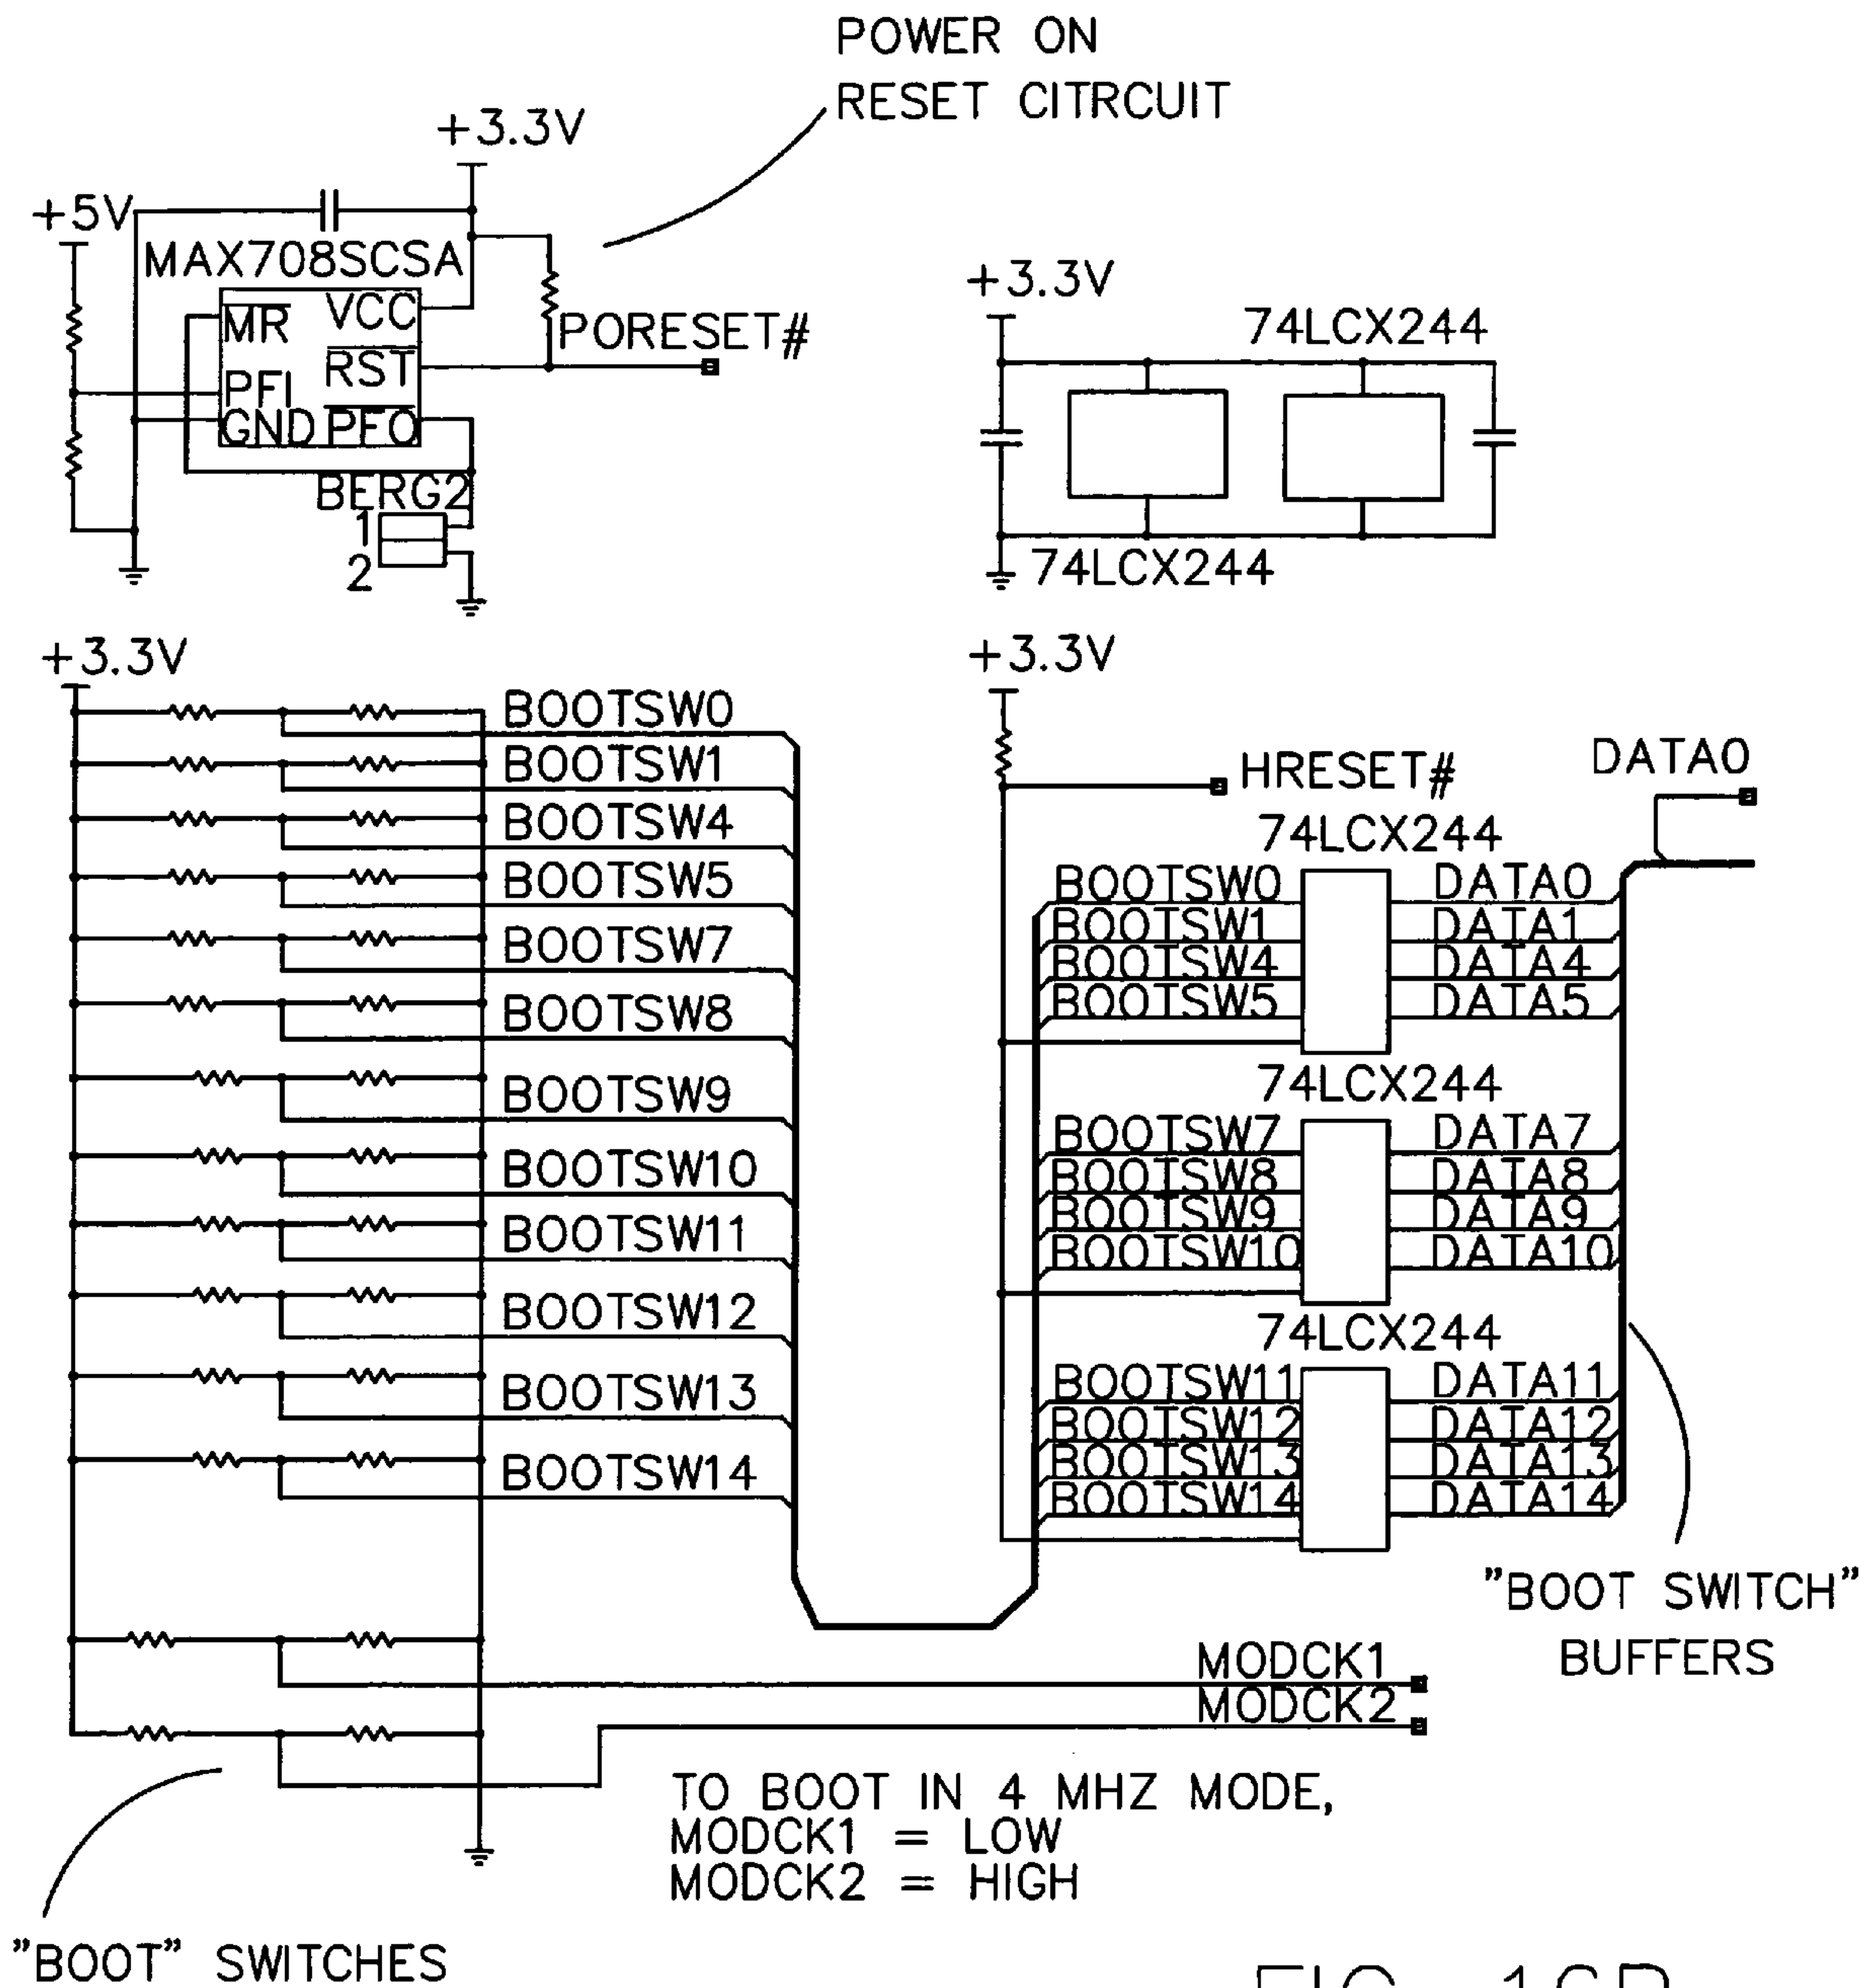 POWER ON
RESET CITRCUIT
+3.3V
+5V
MAX708SCSA
MR VCC
RST
PFI
GND PFO
PORESET#
BERG2
1
2
+3.3V
74LCX244
74LCX244
+3.3V
BOOTSW0
BOOTSW1
BOOTSW4
BOOTSW5
BOOTSW7
BOOTSW8
BOOTSW9
BOOTSW10
BOOTSW11
BOOTSW12
BOOTSW13
BOOTSW14
+3.3V
HRESET#
DATA0
74LCX244
BOOTSW0 DATA0
BOOTSW1 DATA1
BOOTSW4 DATA4
BOOTSW5 DATA5
74LCX244
BOOTSW7 DATA7
BOOTSW8 DATA8
BOOTSW9 DATA9
BOOTSW10 DATA10
74LCX244
BOOTSW11 DATA11
BOOTSW12 DATA12
BOOTSW13 DATA13
BOOTSW14 DATA14
"BOOT SWITCH"
BUFFERS
MODCK1
MODCK2
TO BOOT IN 4 MHZ MODE,
MODCK1 = LOW
MODCK2 = HIGH
"BOOT" SWITCHES